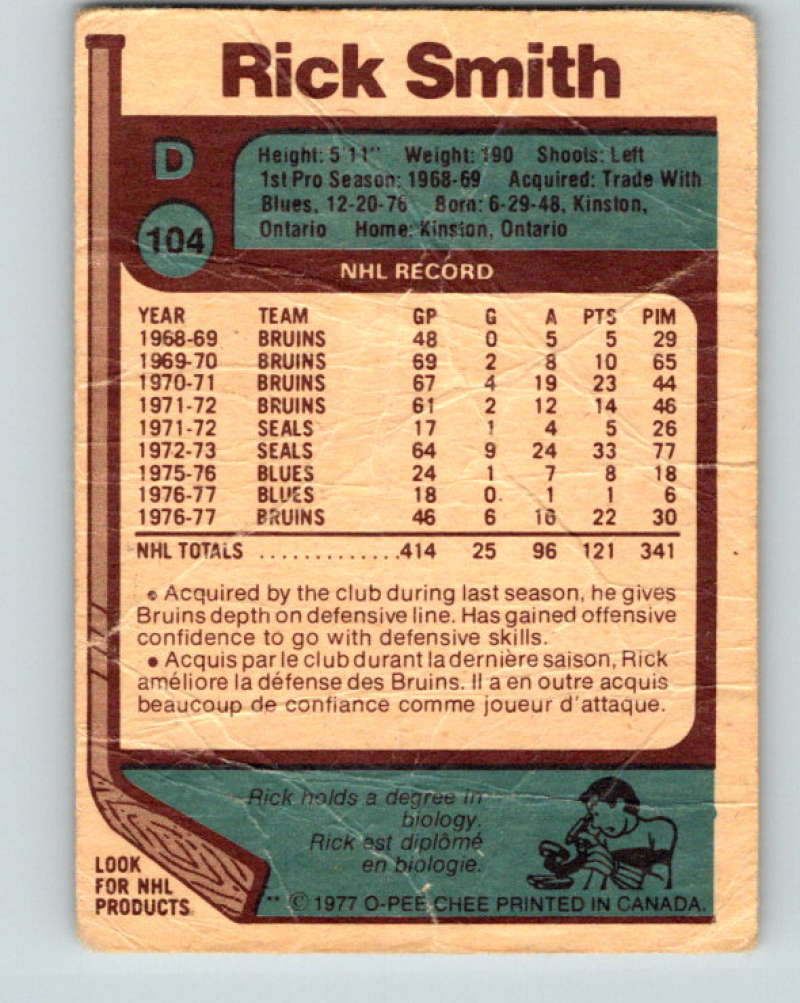 Rick Smith
D
Height: 5'11" Weight: 190 Shoots: Left
1st Pro Season: 1968-69 Acquired: Trade With
Blues, 12-20-76 Born: 6-29-48, Kinston,
Ontario Home: Kinston, Ontario
104
NHL RECORD
YEAR TEAM GP G A PTS PIM
1968-69 BRUINS 48 0 5 5 29
1969-70 BRUINS 69 2 8 10 65
1970-71 BRUINS 67 4 19 23 44
1971-72 BRUINS 61 2 12 14 46
1971-72 SEALS 17 1 4 5 26
1972-73 SEALS 64 9 24 33 77
1975-76 BLUES 24 1 7 8 18
1976-77 BLUES 18 0 1 1 6
1976-77 BRUINS 46 6 16 22 30
NHL TOTALS ..............414 25 96 121 341
• Acquired by the club during last season, he gives
Bruins depth on defensive line. Has gained offensive
confidence to go with defensive skills.
• Acquis par le club durant la dernière saison, Rick
améliore la défense des Bruins. Il a en outre acquis
beaucoup de confiance comme joueur d'attaque.
Rick holds a degree in
biology.
Rick est diplômé
en biologie.
LOOK
FOR NHL
PRODUCTS
** © 1977 O-PEE-CHEE PRINTED IN CANADA.